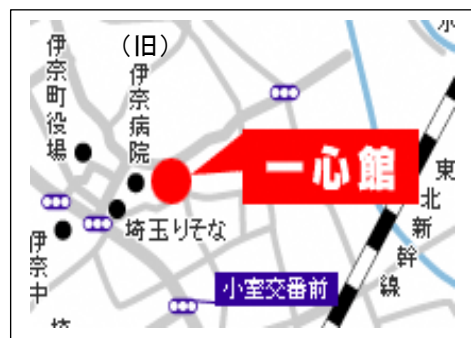 （旧）
伊奈町役場
伊奈病院
一心館
東北新幹線
埼玉りそな
伊奈中
小室交番前